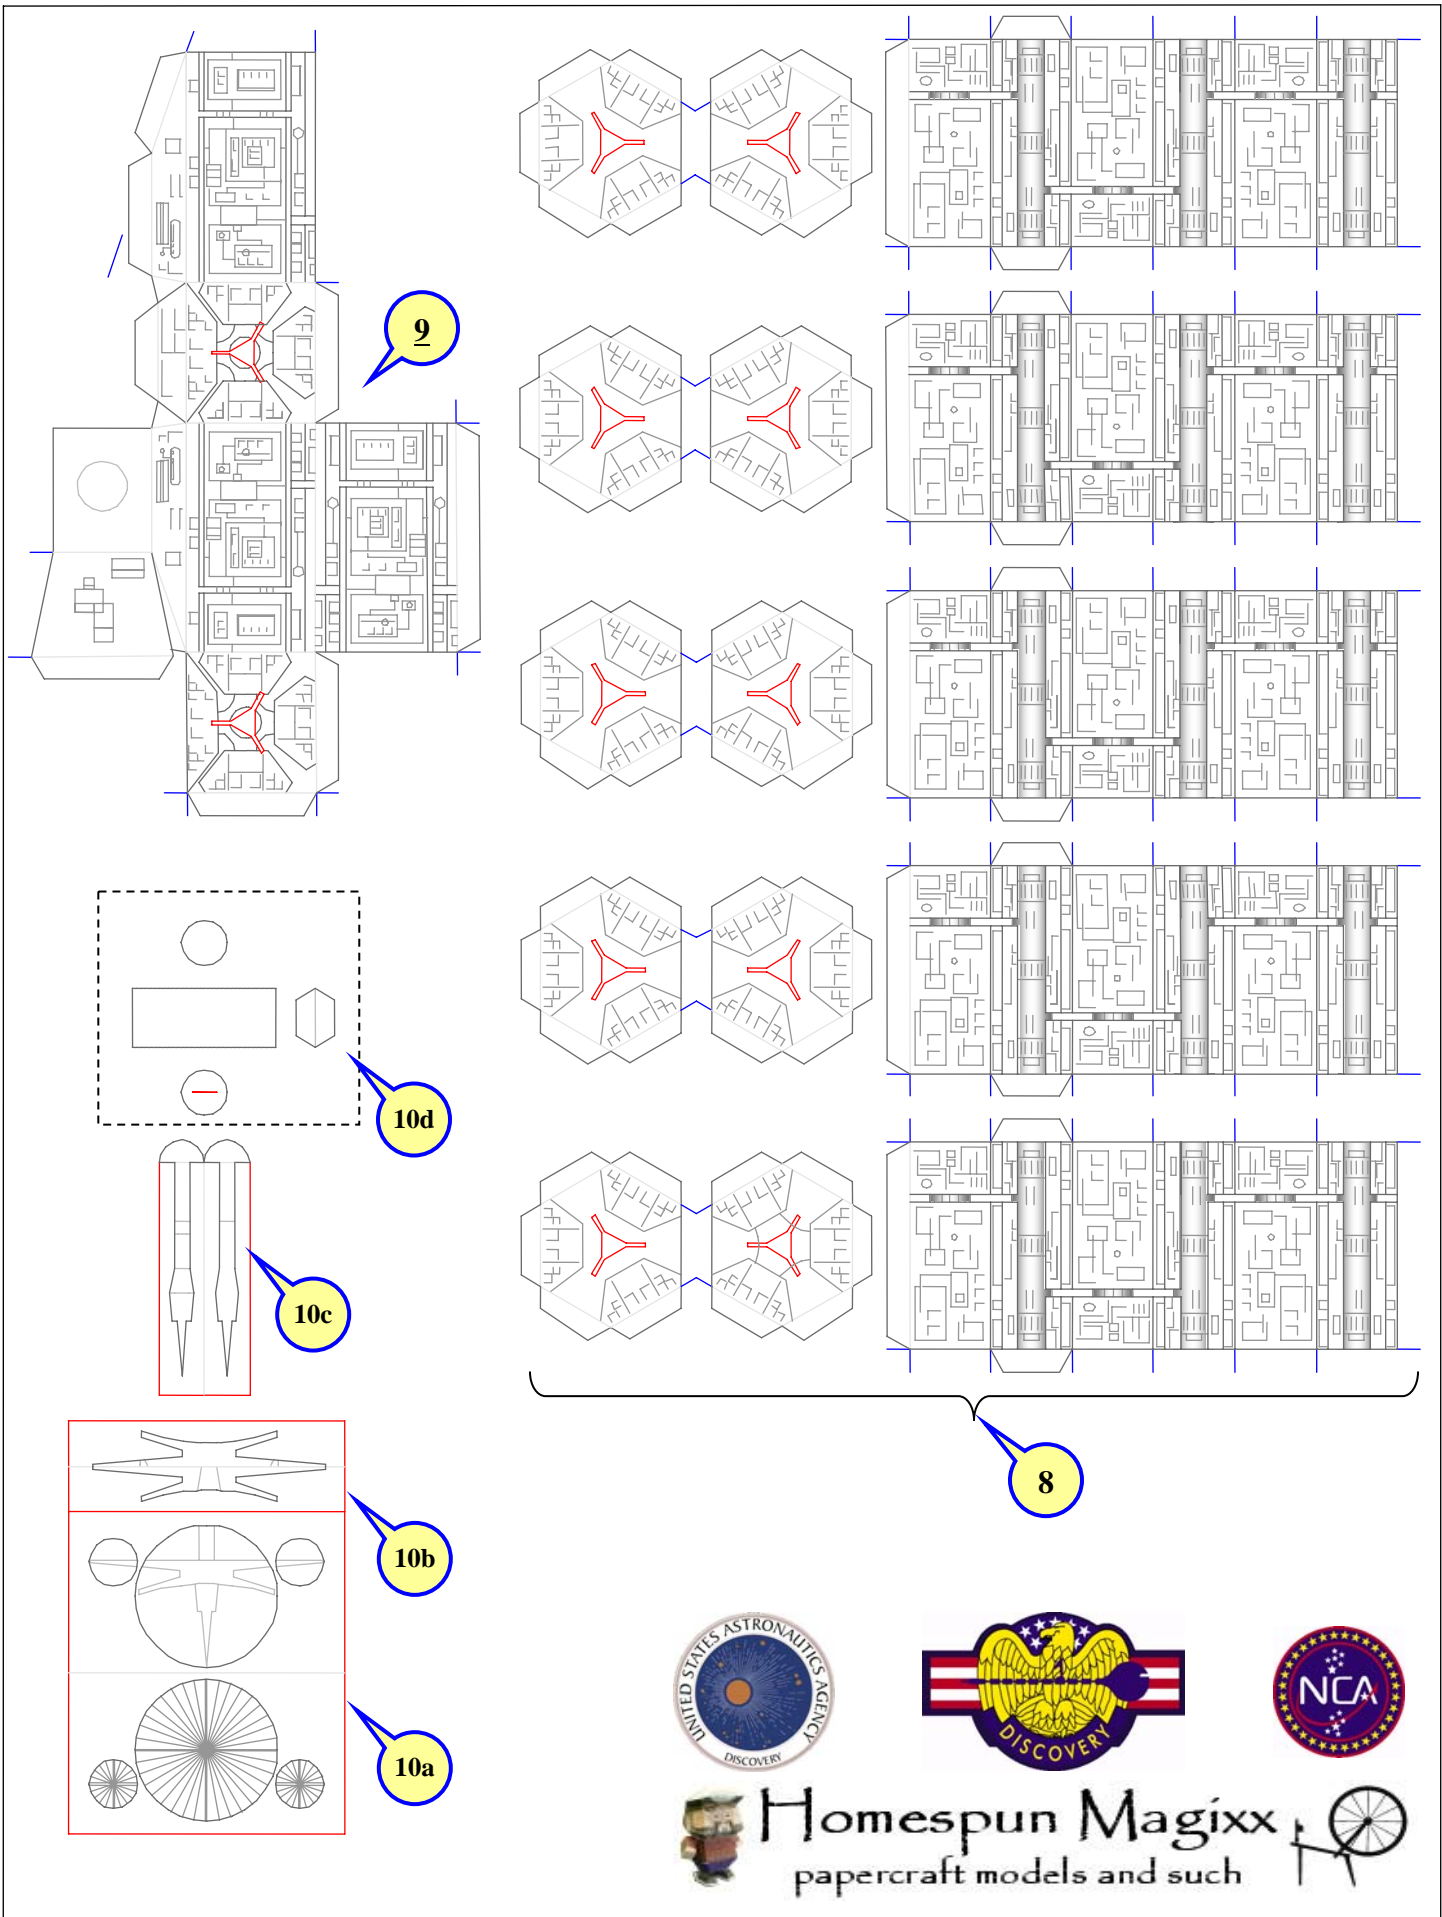 9
10d
10c
8
10b
10a
UNITED STATES ASTRONAUTICS AGENCY
DISCOVERY
DISCOVERY
NCA
Homespun Magixx
papercraft models and such